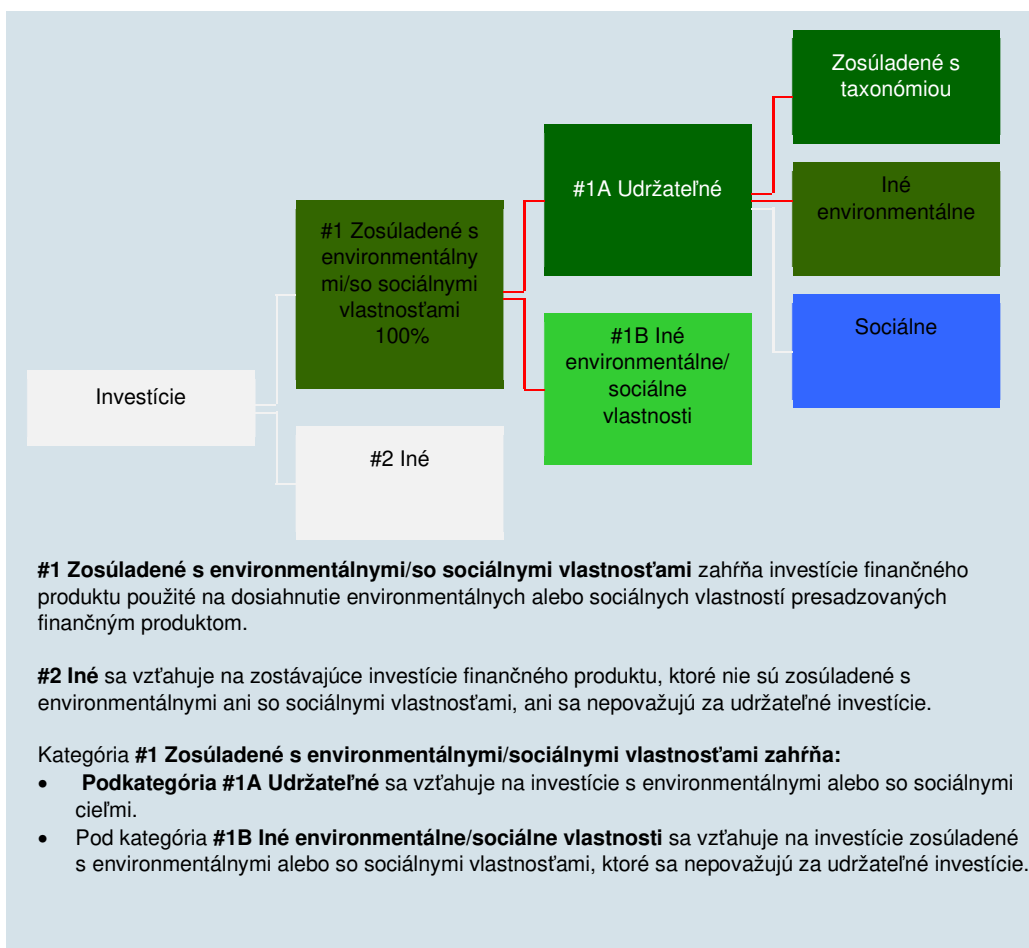 Zosúladené s
taxonómiou
#1A Udržateľné
Iné
environmentálne
#1 Zosúladené s
environmentálny
mi/so sociálnymi
vlastnosťami
100%
Sociálne
#1B Iné
environmentálne/
sociálne
vlastnosti
Investície
#2 Iné
#1 Zosúladené s environmentálnymi/so sociálnymi vlastnosťami zahŕňa investície finančného
produktu použité na dosiahnutie environmentálnych alebo sociálnych vlastností presadzovaných
finančným produktom.
#2 Iné sa vzťahuje na zostávajúce investície finančného produktu, ktoré nie sú zosúladené s
environmentálnymi ani so sociálnymi vlastnosťami, ani sa nepovažujú za udržateľné investície.
Kategória #1 Zosúladené s environmentálnymi/sociálnymi vlastnosťami zahŕňa:
• Podkategória #1A Udržateľné sa vzťahuje na investície s environmentálnymi alebo so sociálnymi
cieľmi.
• Pod kategória #1B Iné environmentálne/sociálne vlastnosti sa vzťahuje na investície zosúladené
s environmentálnymi alebo so sociálnymi vlastnosťami, ktoré sa nepovažujú za udržateľné investície.